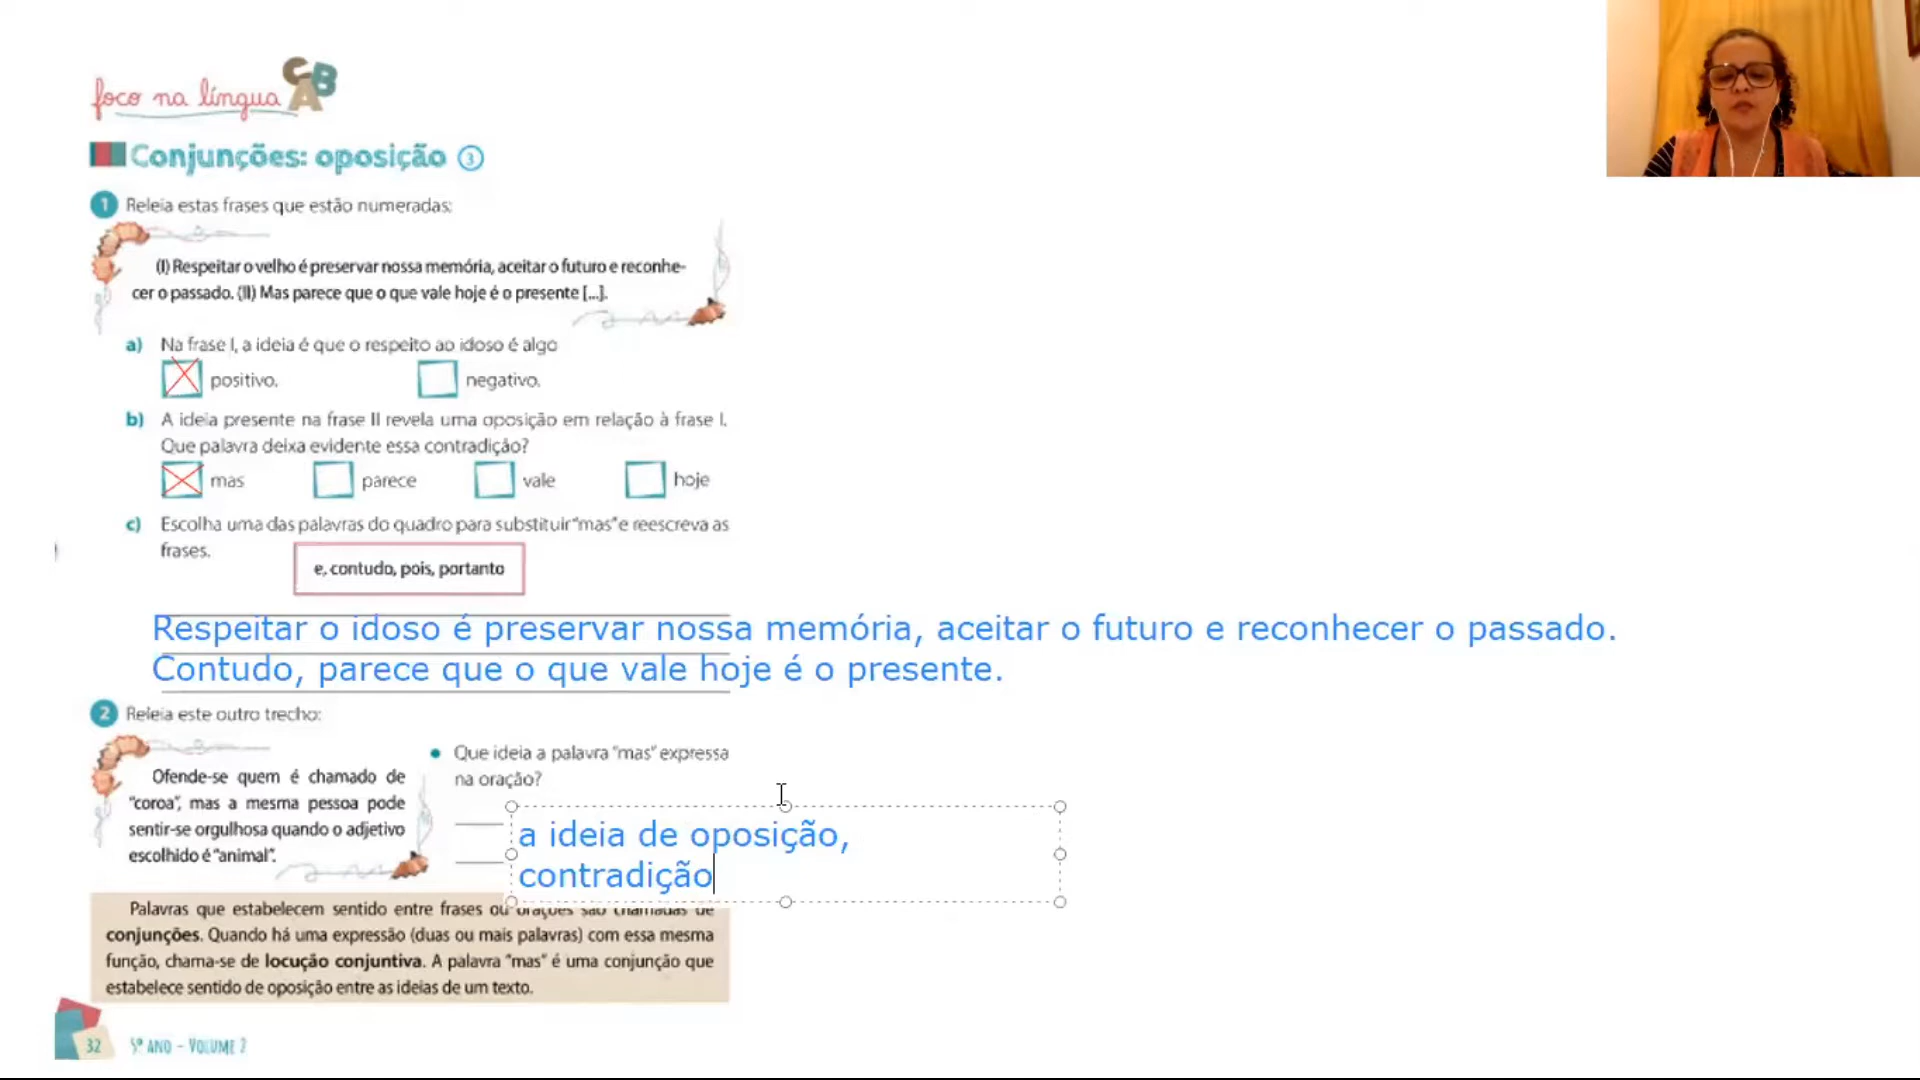 foco na língua
CAB
Conjunções: oposição 3
1 Releia estas frases que estão numeradas:
(I) Respeitar o velho é preservar nossa memória, aceitar o futuro e reconhe-
cer o passado. (II) Mas parece que o que vale hoje é o presente [...].
a) Na frase I, a ideia é que o respeito ao idoso é algo
positivo. negativo.
b) A ideia presente na frase II revela uma oposição em relação à frase I.
Que palavra deixa evidente essa contradição?
mas parece vale hoje
c) Escolha uma das palavras do quadro para substituir "mas" e reescreva as
frases.
e, contudo, pois, portanto
Respeitar o idoso é preservar nossa memória, aceitar o futuro e reconhecer o passado.
Contudo, parece que o que vale hoje é o presente.
2 Releia este outro trecho:
Ofende-se quem é chamado de
"coroa", mas a mesma pessoa pode
sentir-se orgulhosa quando o adjetivo
escolhido é "animal".
Que ideia a palavra "mas" expressa
na oração?
a ideia de oposição,
contradição
Palavras que estabelecem sentido entre frases ou orações são chamadas de
conjunções. Quando há uma expressão (duas ou mais palavras) com essa mesma
função, chama-se de locução conjuntiva. A palavra "mas" é uma conjunção que
estabelece sentido de oposição entre as ideias de um texto.
32 5º ANO - VOLUME 2